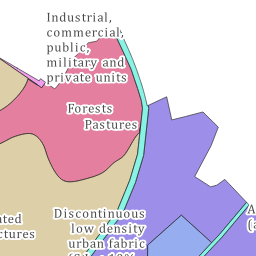 Industrial,
commercial,
public,
military and
private units
Forests
Pastures
Discontinuous
low density
urban fabric